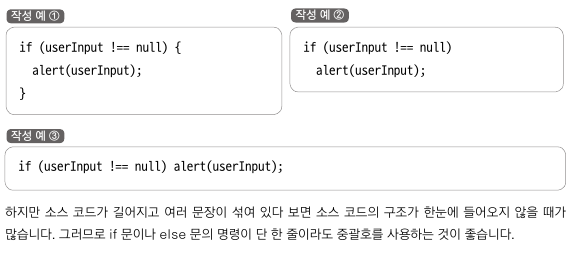 작성 예 ①
if (userInput !== null) {
alert(userInput);
}
작성 예 ②
if (userInput !== null)
alert(userInput);
작성 예 ③
if (userInput !== null) alert(userInput);
하지만 소스 코드가 길어지고 여러 문장이 섞여 있다 보면 소스 코드의 구조가 한눈에 들어오지 않을 때가
많습니다. 그러므로 if 문이나 else 문의 명령이 단 한 줄이라도 중괄호를 사용하는 것이 좋습니다.